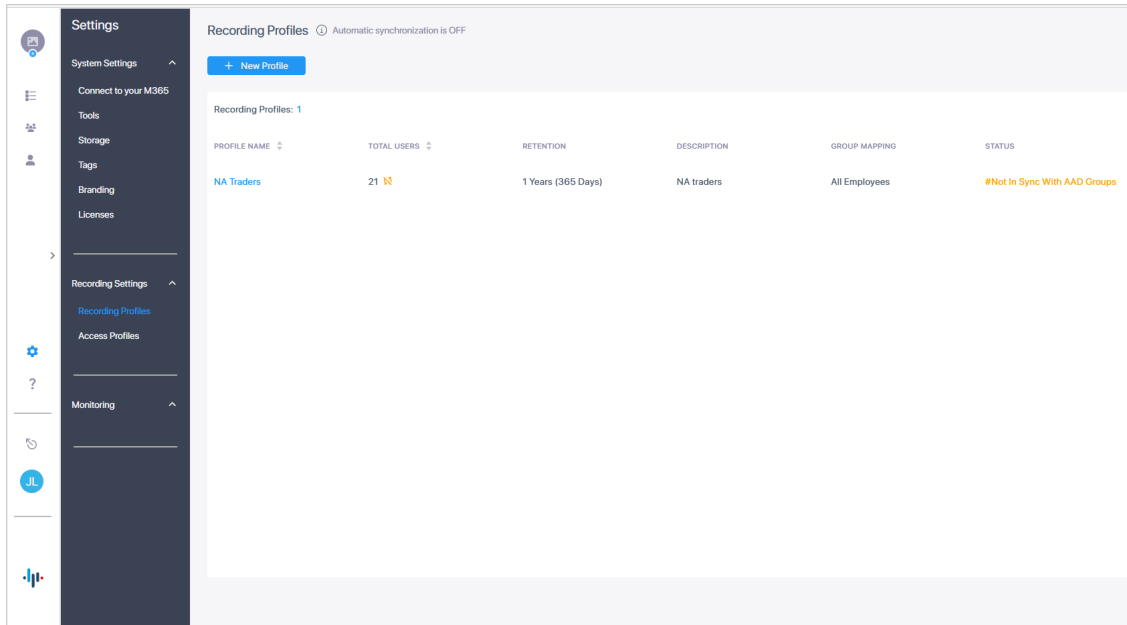 Settings
System Settings
Connect to your M365
Tools
Storage
Tags
Branding
Licenses
Recording Settings
Recording Profiles
Access Profiles
?
Monitoring
JL
Recording Profiles Automatic synchronization is OFF
+ New Profile
Recording Profiles: 1
PROFILE NAME TOTAL USERS RETENTION DESCRIPTION GROUP MAPPING STATUS
NA Traders 21 1 Years (365 Days) NA traders All Employees #Not In Sync With AAD Groups